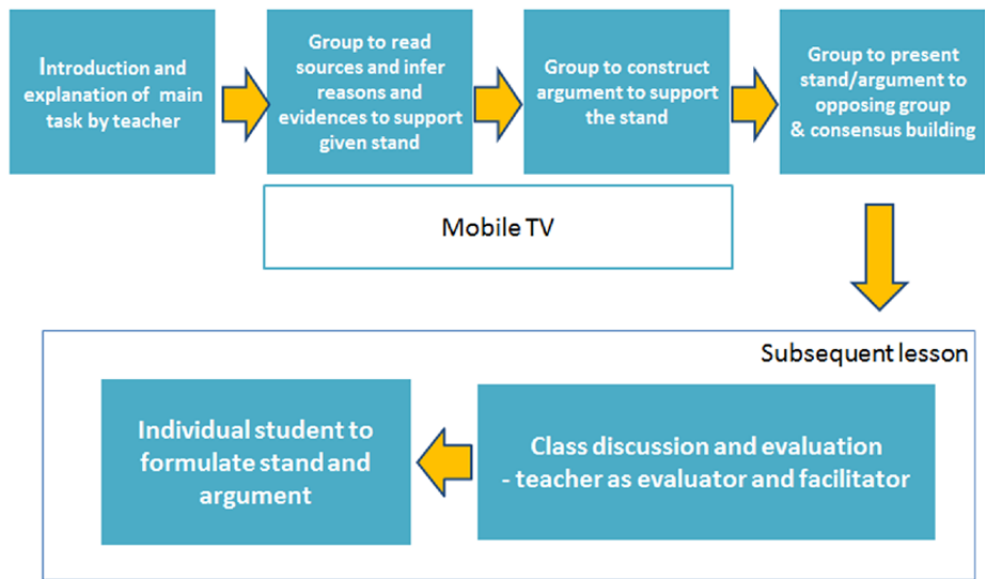 Introduction and
explanation of main
task by teacher
Group to read
sources and infer
reasons and
evidences to support
given stand
Group to construct
argument to support
the stand
Group to present
stand/argument to
opposing group
& consensus building
Mobile TV
Subsequent lesson
Class discussion and evaluation
- teacher as evaluator and facilitator
Individual student to
formulate stand and
argument